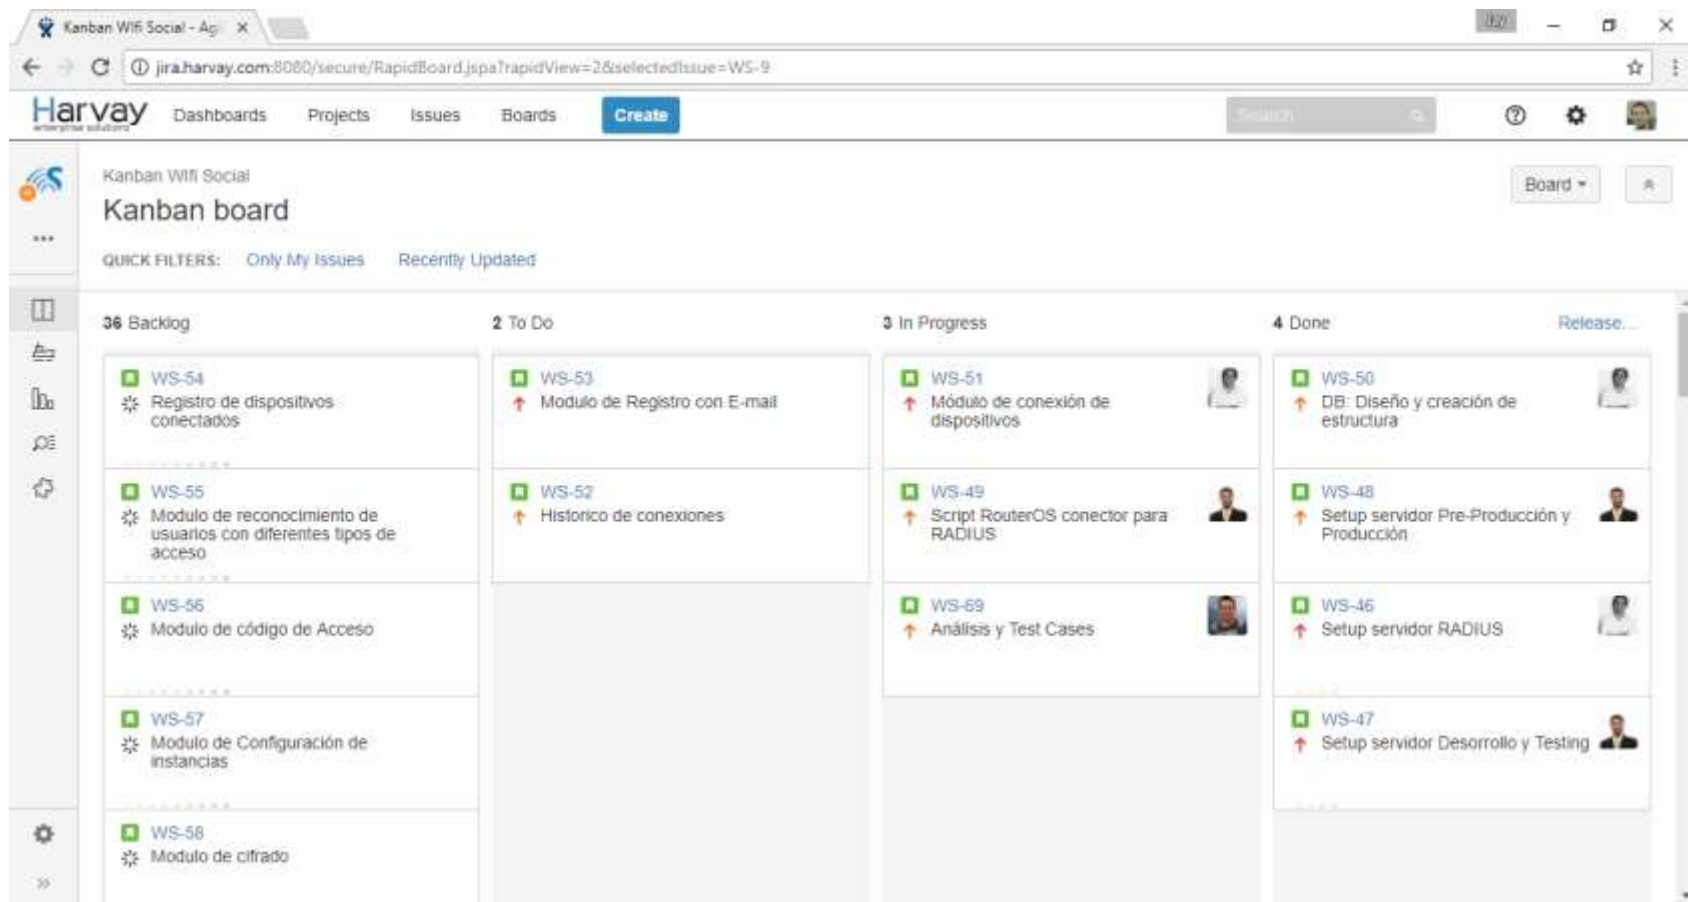 Kanban Wifi Social - Ag
jira.harvay.com:8080/secure/RapidBoard.jspa?rapidView=2&selectedIssue=WS-9
Harvay
enterprise solutions
Dashboards
Projects
Issues
Boards
Create
Search
Kanban Wifi Social
Kanban board
Board
QUICK FILTERS:
Only My Issues
Recently Updated
36 Backlog
2 To Do
3 In Progress
4 Done
Release...
WS-54
Registro de dispositivos
conectados
WS-55
Modulo de reconocimiento de
usuarios con diferentes tipos de
acceso
WS-56
Modulo de código de Acceso
WS-57
Modulo de Configuración de
instancias
WS-58
Modulo de cifrado
WS-53
Modulo de Registro con E-mail
WS-52
Historico de conexiones
WS-51
Módulo de conexión de
dispositivos
WS-49
Script RouterOS conector para
RADIUS
WS-69
Análisis y Test Cases
WS-50
DB: Diseño y creación de
estructura
WS-48
Setup servidor Pre-Producción y
Producción
WS-46
Setup servidor RADIUS
WS-47
Setup servidor Desorrollo y Testing